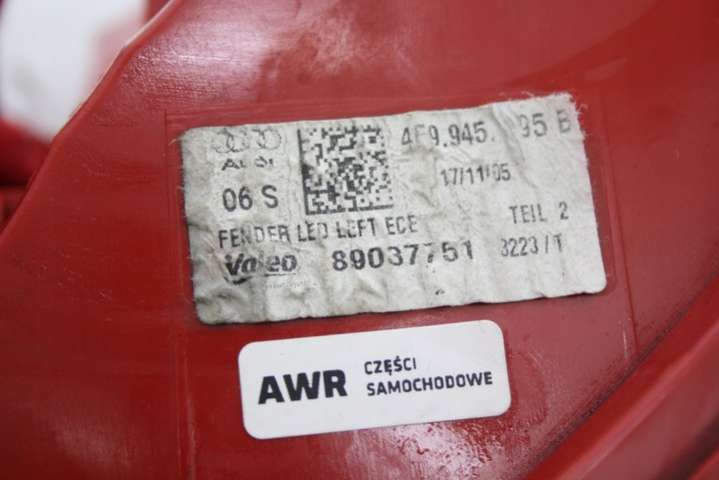 AUDI
06 S
17/11/05
FENDER LED LEFT ECE
TEIL 2
Valeo 89037751 3223/T
AWR CZĘŚCI
SAMOCHODOWE